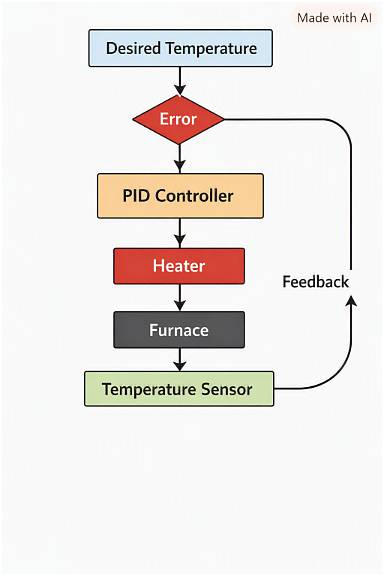 Made with AI
Desired Temperature
Error
PID Controller
Heater
Feedback
Furnace
Temperature Sensor